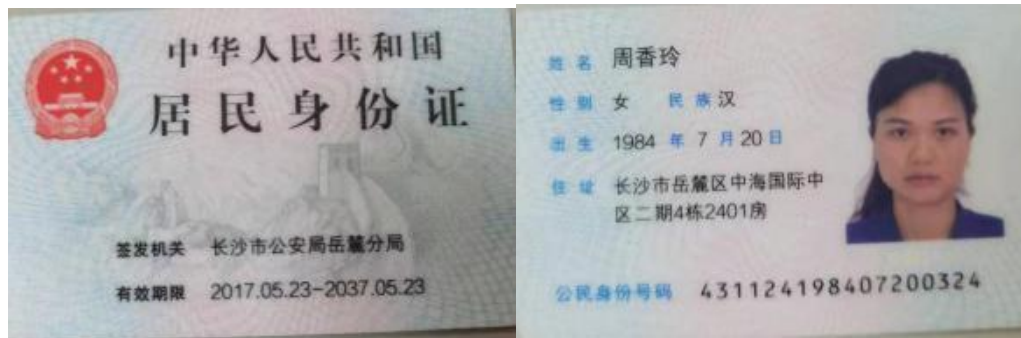 中华人民共和国
居民身份证
签发机关 长沙市公安局岳麓分局
有效期限 2017.05.23-2037.05.23
姓名 周香玲
性别 女 民族 汉
出生 1984 年 7 月 20 日
住址 长沙市岳麓区中海国际中
区二期4栋2401房
公民身份号码 431124198407200324